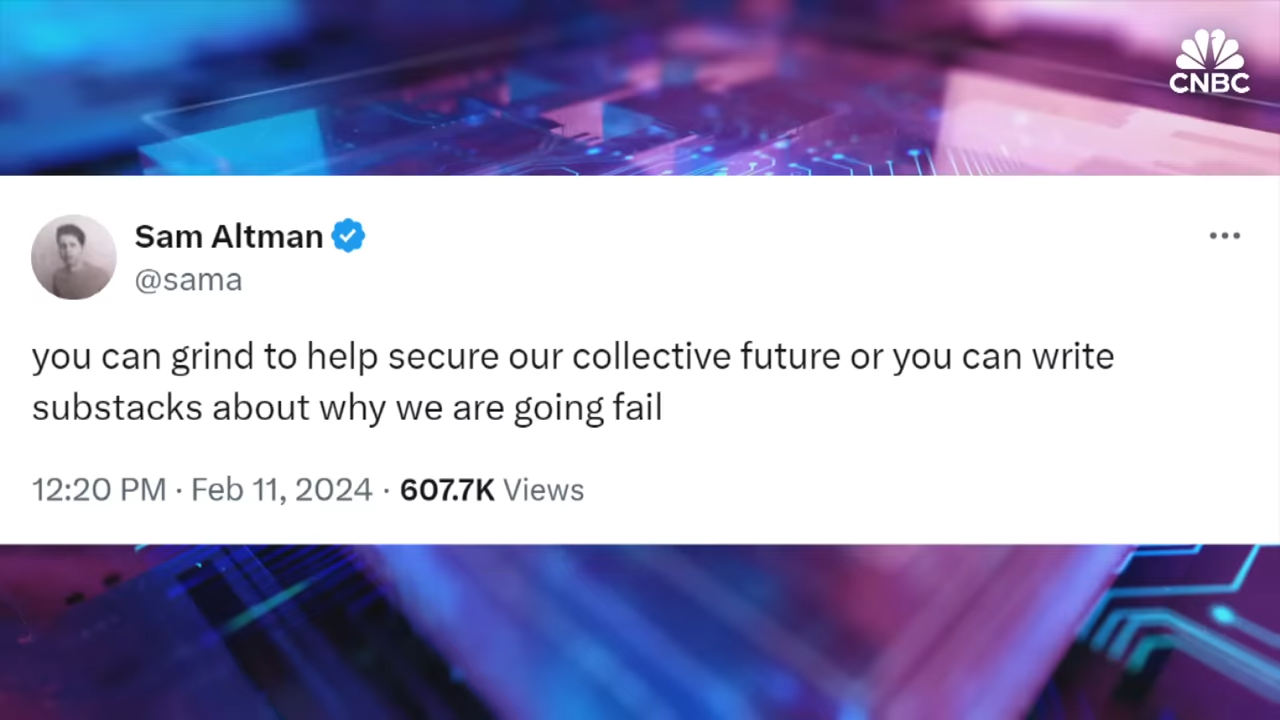 CNBC
Sam Altman
@sama
you can grind to help secure our collective future or you can write
substacks about why we are going fail
12:20 PM · Feb 11, 2024 · 607.7K Views